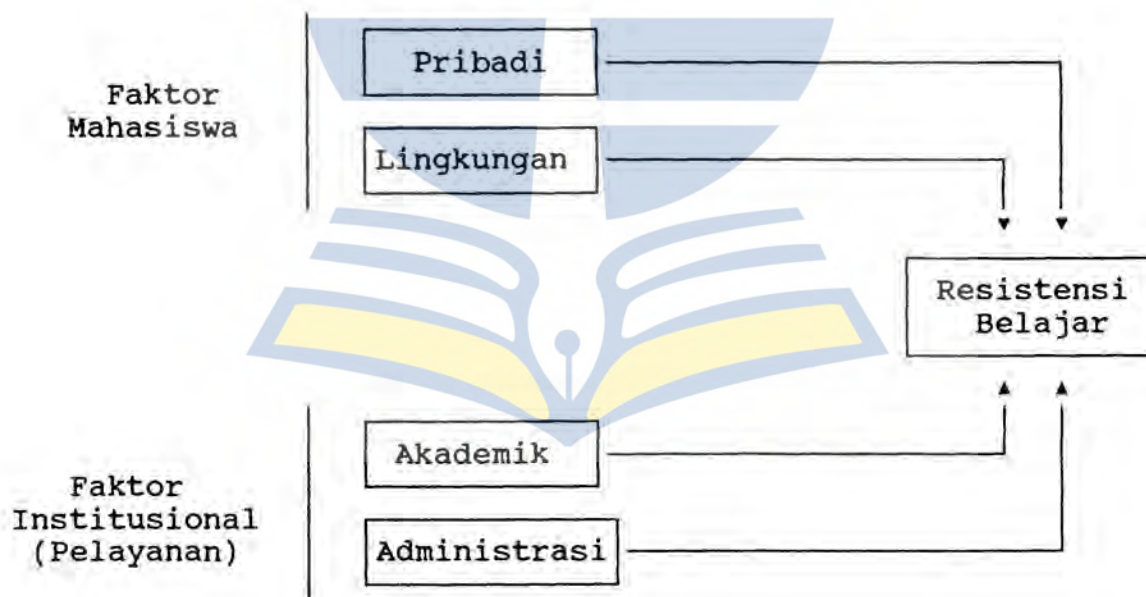 Faktor
Mahasiswa
Pribadi
Lingkungan
Resistensi
Belajar
Faktor
Institusional
(Pelayanan)
Akademik
Administrasi